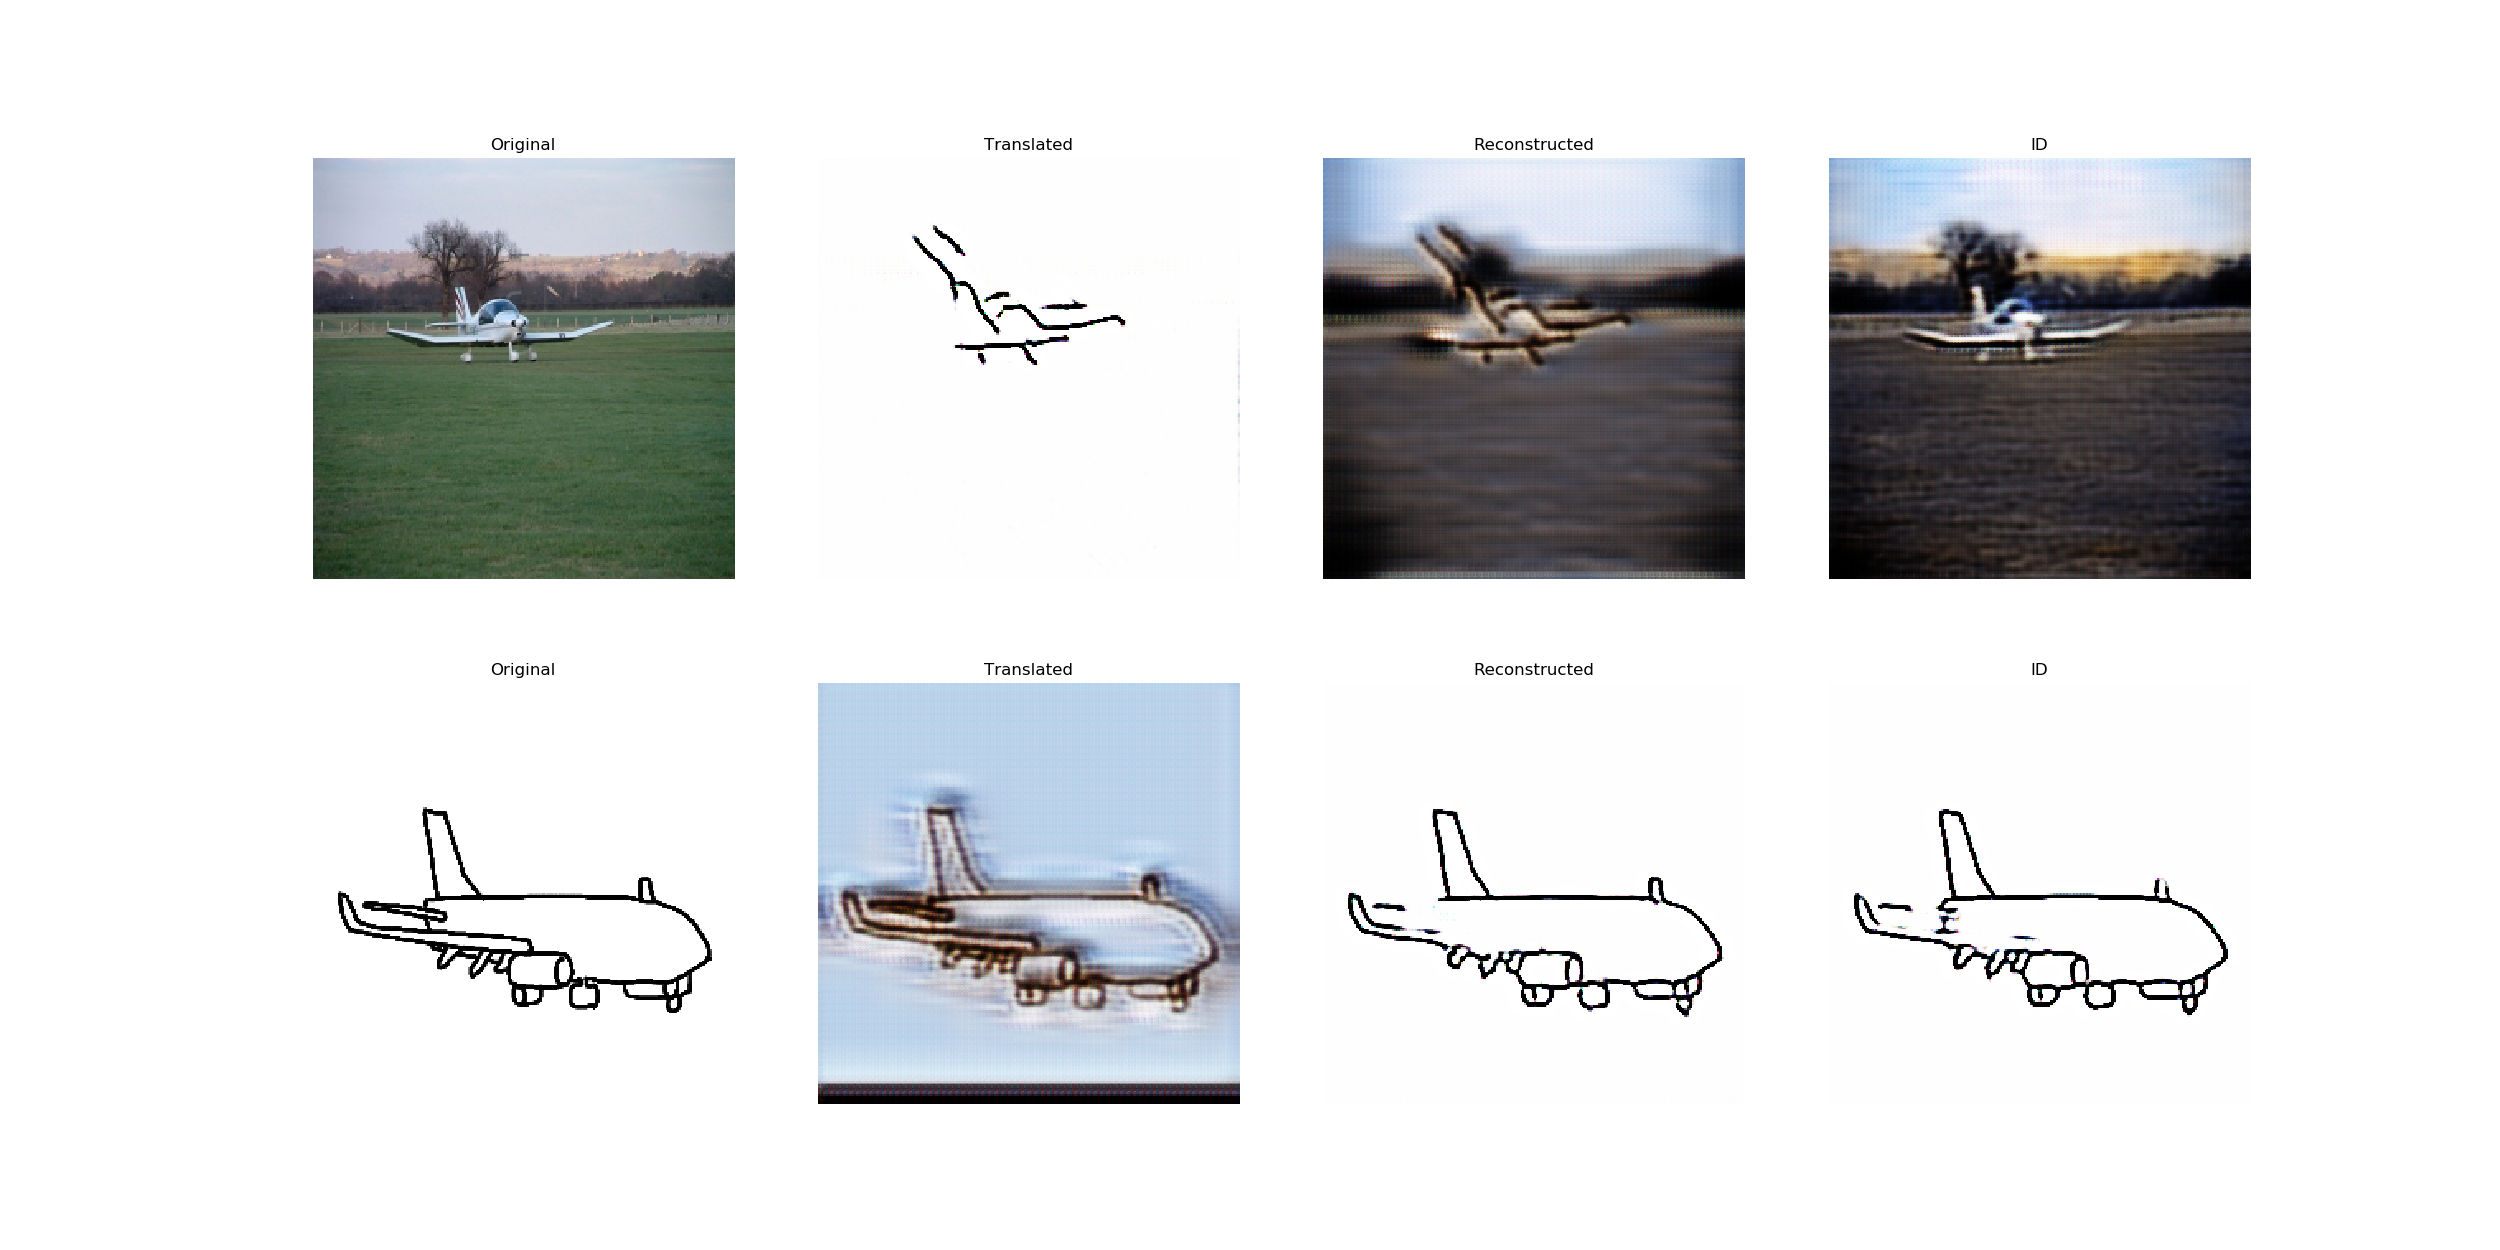 Original
Translated
Reconstructed
ID
Original
Translated
Reconstructed
ID